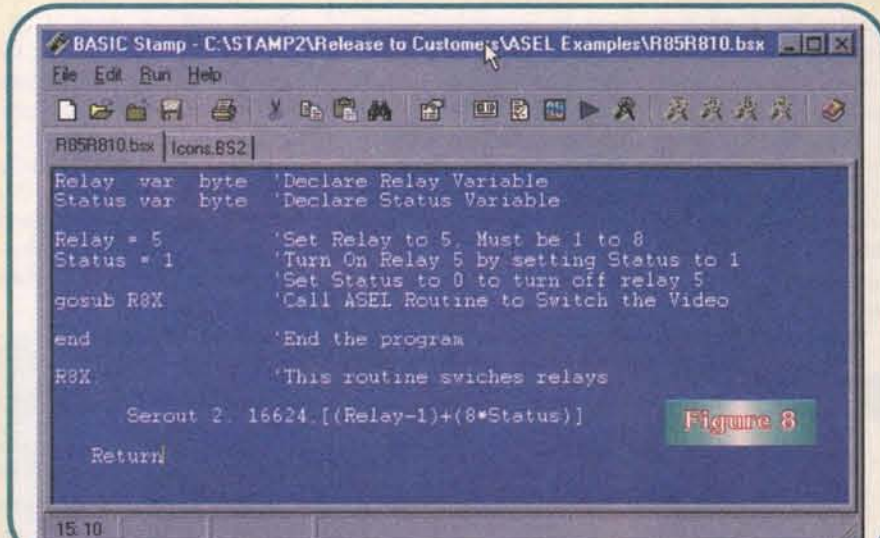 BASIC Stamp - C:\STAMP2\Release to Customers\ASEL Examples\R85R810.bsx
File Edit Run Help
R85R810.bsx Icons.BS2
Relay var byte 'Declare Relay Variable
Status var byte 'Declare Status Variable
Relay = 5 'Set Relay to 5, Must be 1 to 8
Status = 1 'Turn On Relay 5 by setting Status to 1
'Set Status to 0 to turn off relay 5
gosub R8X 'Call ASEL Routine to Switch the Video
end 'End the program
R8X 'This routine swiches relays
Serout 2, 16624,[(Relay-1)+(8*Status)]
Figure 8
Return
15: 10